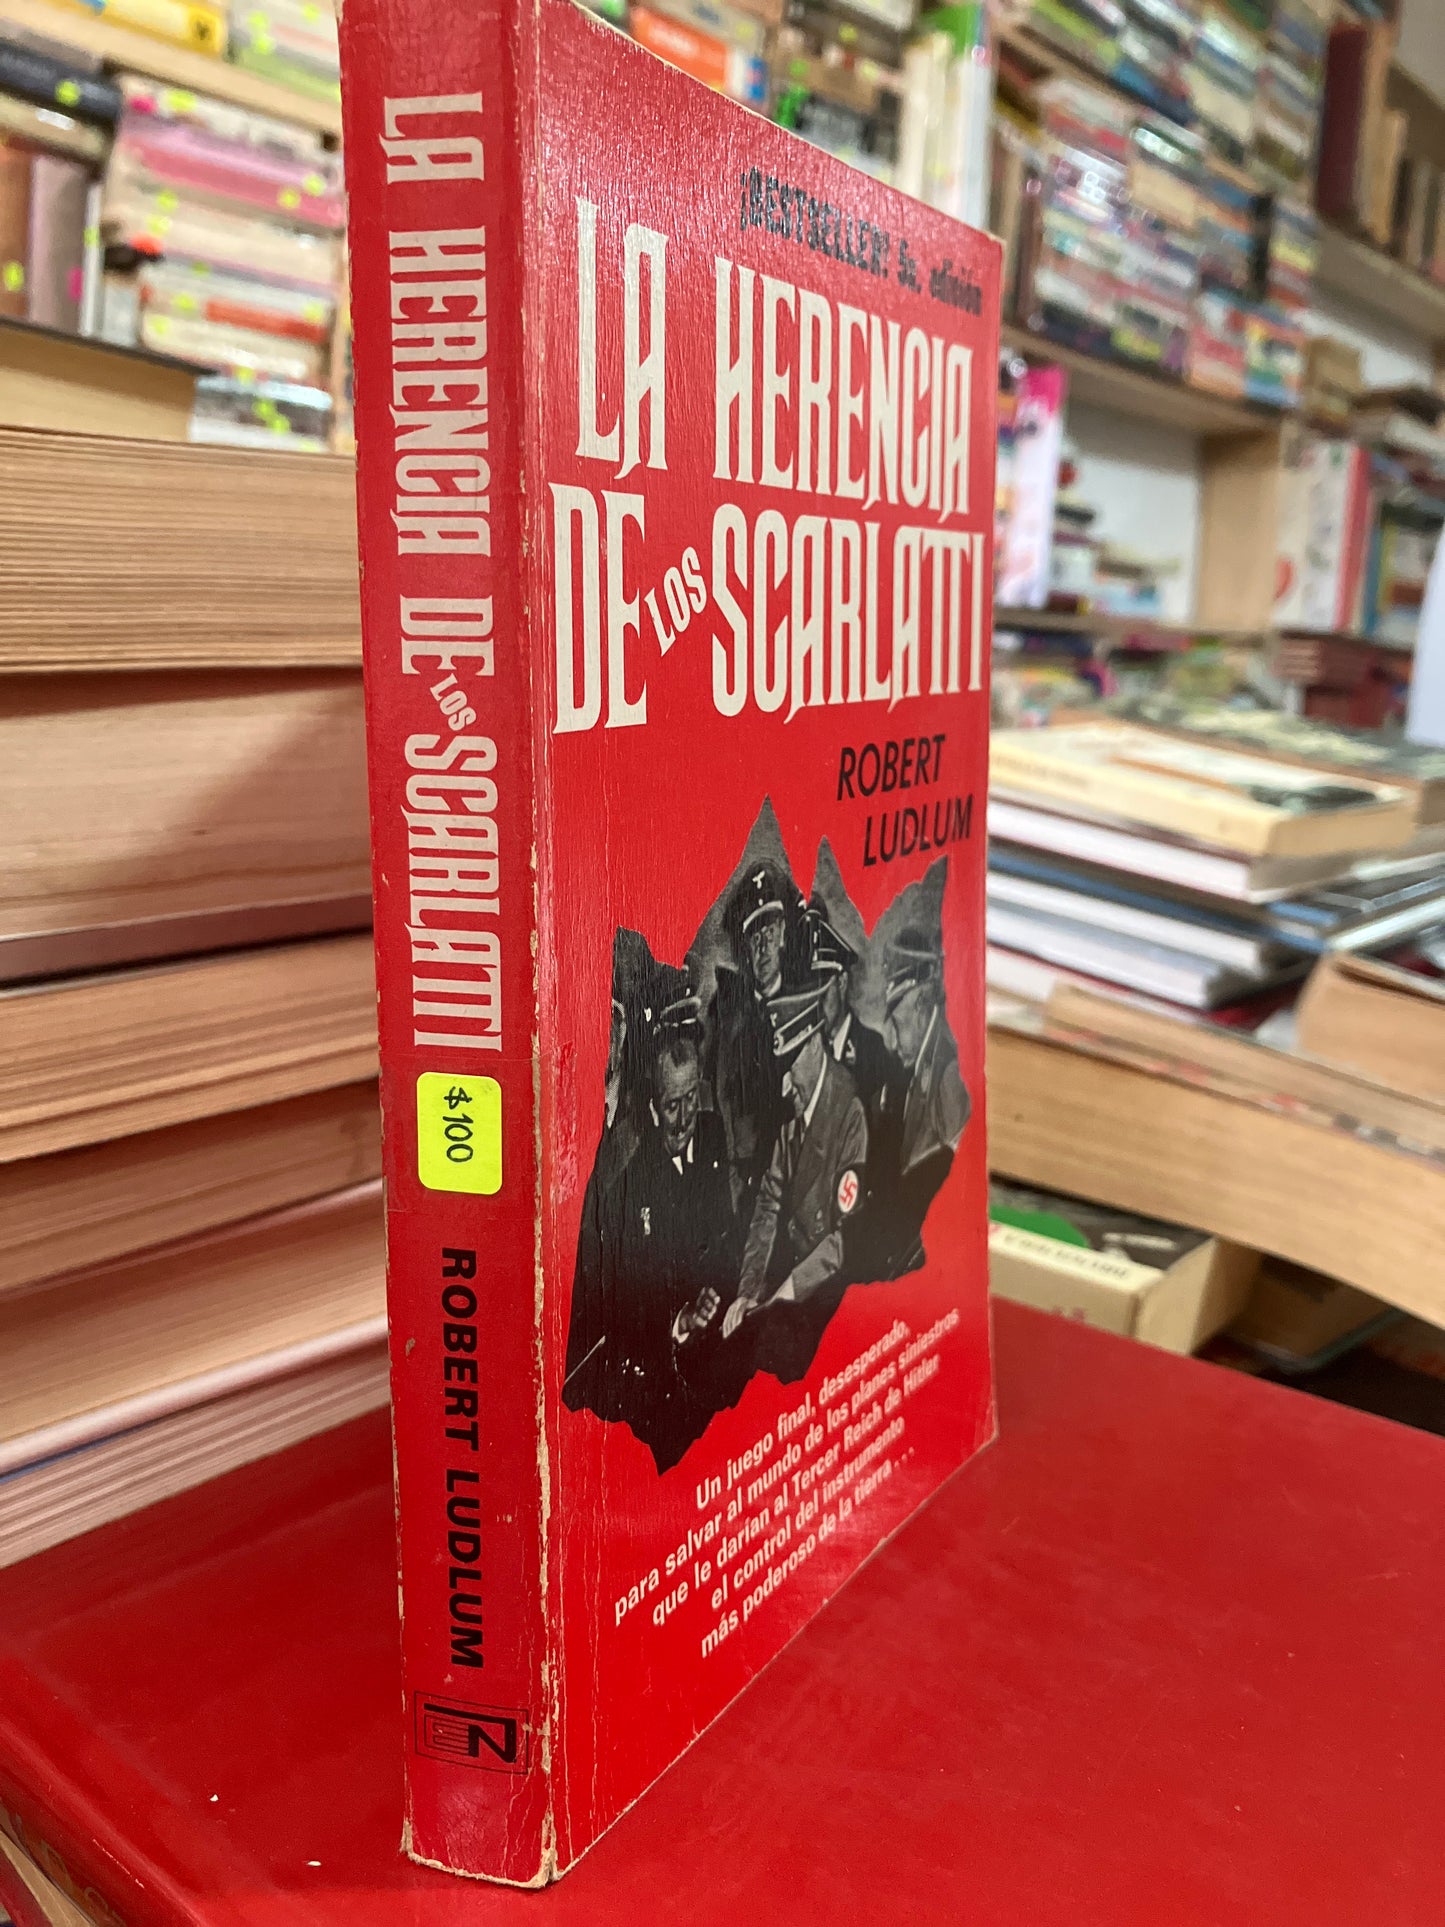 LA HERENCIA DE LOS SCARLATTI
$100
ROBERT LUDLUM
¡BESTSELLER! 5a. edición
LA HERENCIA
DE LOS SCARLATTI
ROBERT
LUDLUM
Un juego final, desesperado,
para salvar al mundo de los planes siniestros
que le darían al Tercer Reich de Hitler
el control del instrumento
más poderoso de la tierra...